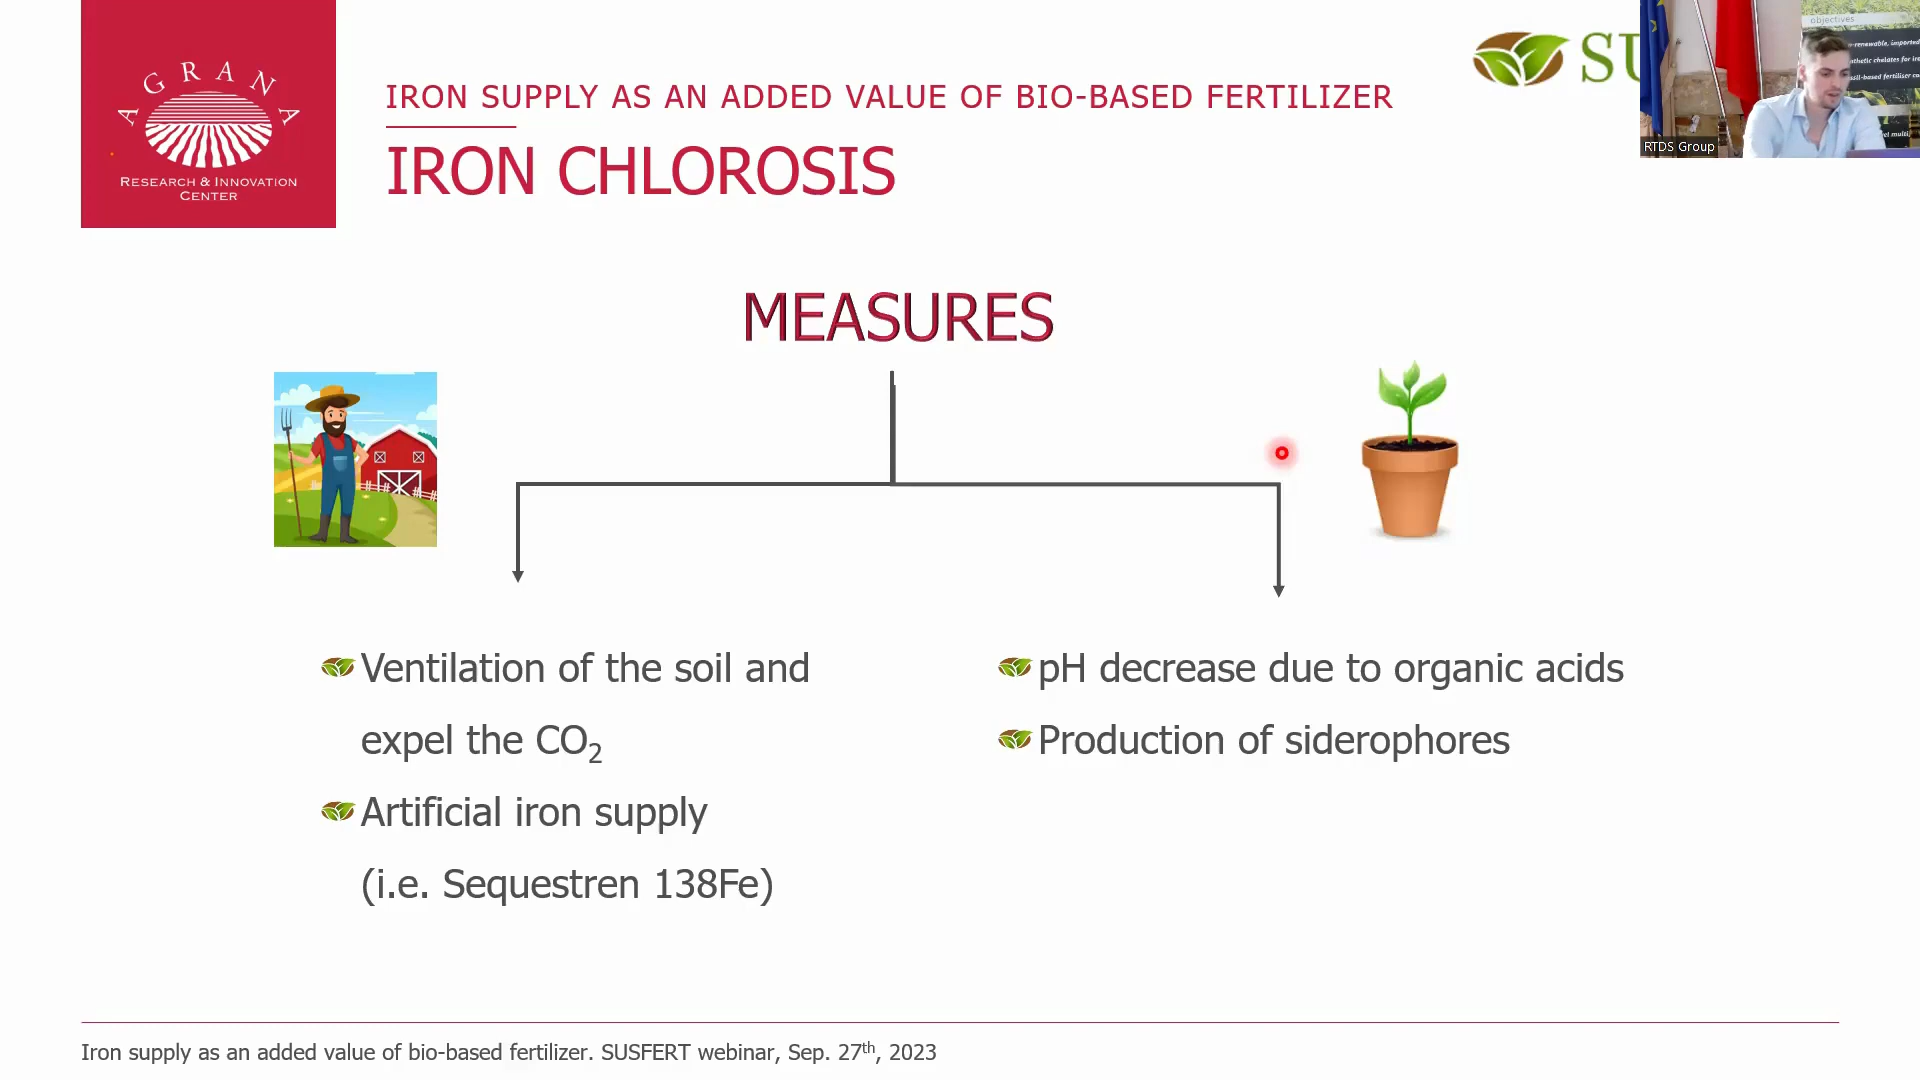 AGRANA
RESEARCH & INNOVATION
CENTER
IRON SUPPLY AS AN ADDED VALUE OF BIO-BASED FERTILIZER
IRON CHLOROSIS
SU
objectives
RTDS Group
MEASURES
Ventilation of the soil and
expel the CO2
Artificial iron supply
(i.e. Sequestren 138Fe)
pH decrease due to organic acids
Production of siderophores
Iron supply as an added value of bio-based fertilizer. SUSFERT webinar, Sep. 27th, 2023